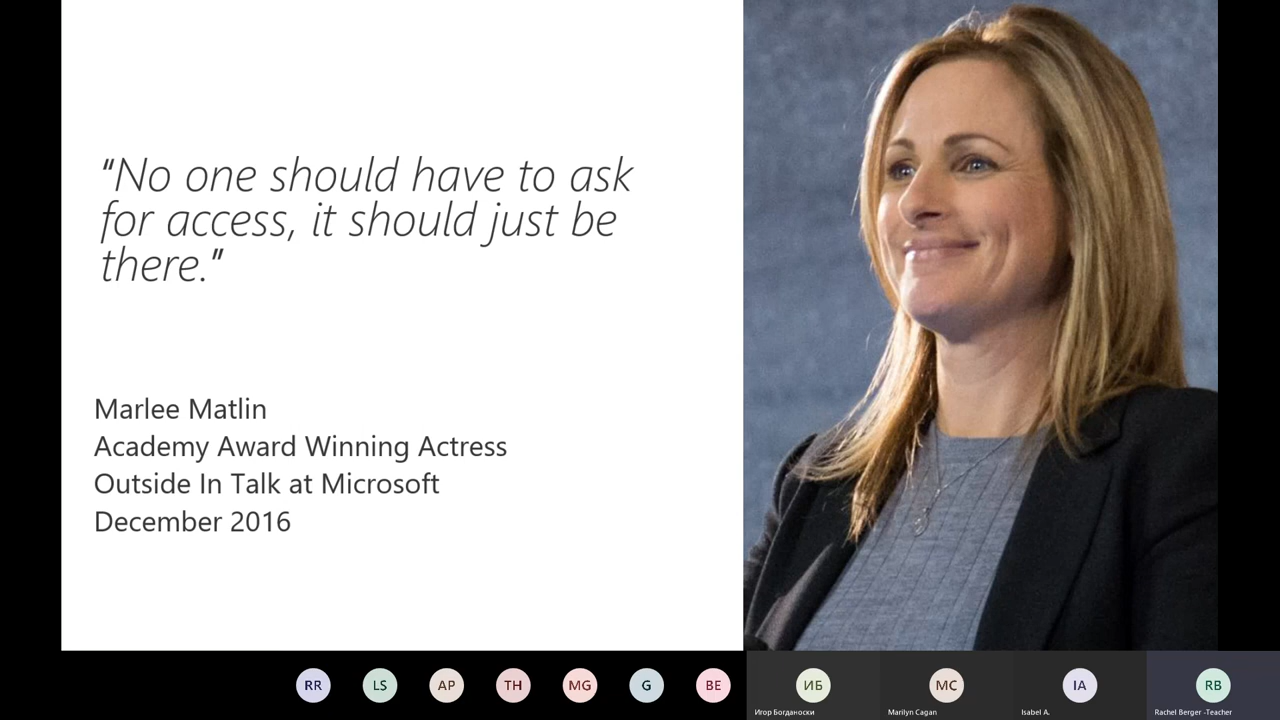 “No one should have to ask
for access, it should just be
there.”
Marlee Matlin
Academy Award Winning Actress
Outside In Talk at Microsoft
December 2016
RR
LS
AP
TH
MG
G
BE
ИБ
MC
IA
RB
Игор Богданоски
Marilyn Cagan
Isabel A.
Rachel Berger -Teacher